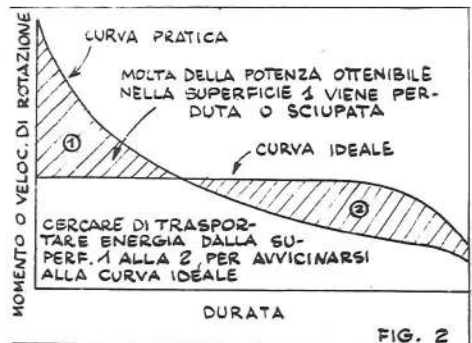 CURVA PRATICA
MOLTA DELLA POTENZA OTTENIBILE
NELLA SUPERFICIE 1 VIENE PER-
DUTA O SCIUPATA
1
CURVA IDEALE
2
CERCARE DI TRASPOR-
TARE ENERGIA DALLA SU-
PERF. 1 ALLA 2, PER AVVICINARSI
ALLA CURVA IDEALE
MOMENTO O VELOC. DI ROTAZIONE
DURATA
FIG. 2